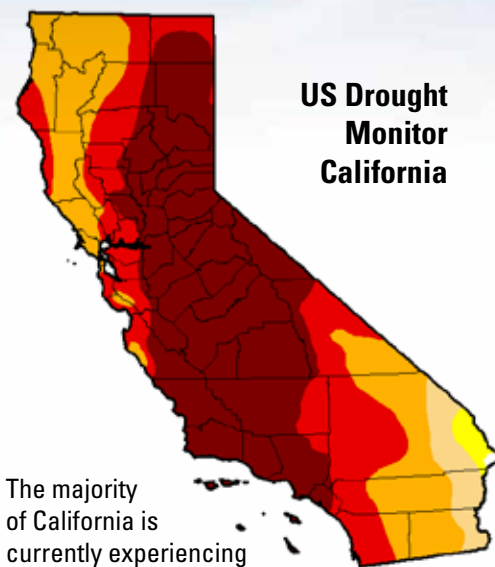 US Drought
Monitor
California
The majority
of California is
currently experiencing